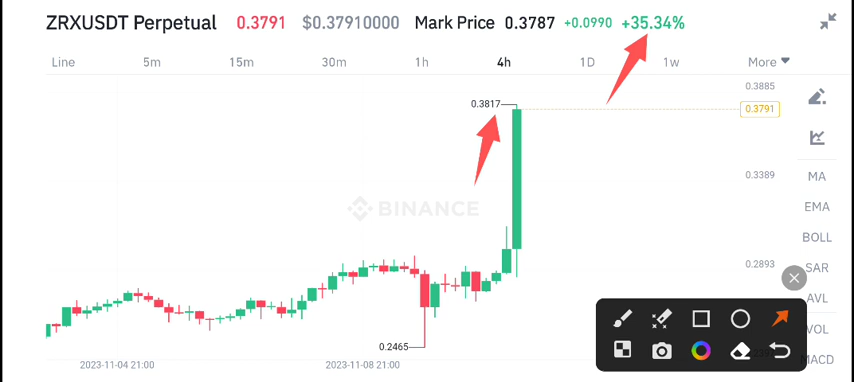 ZRXUSDT Perpetual 0.3791 $0.37910000 Mark Price 0.3787 +0.0990 +35.34%
Line 5m 15m 30m 1h 4h 1D 1w More
0.3885
0.3817
0.3791
0.3389
MA
BINANCE
EMA
BOLL
0.2893
SAR
AVL
VOL
0.2465
MACD
2023-11-04 21:00 2023-11-08 21:00